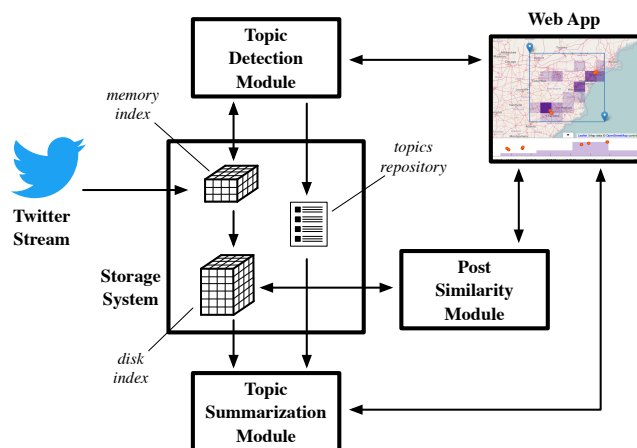 Web App
Topic
Detection
Module
memory
index
topics
repository
Twitter
Stream
Storage
System
Post
Similarity
Module
disk
index
Topic
Summarization
Module